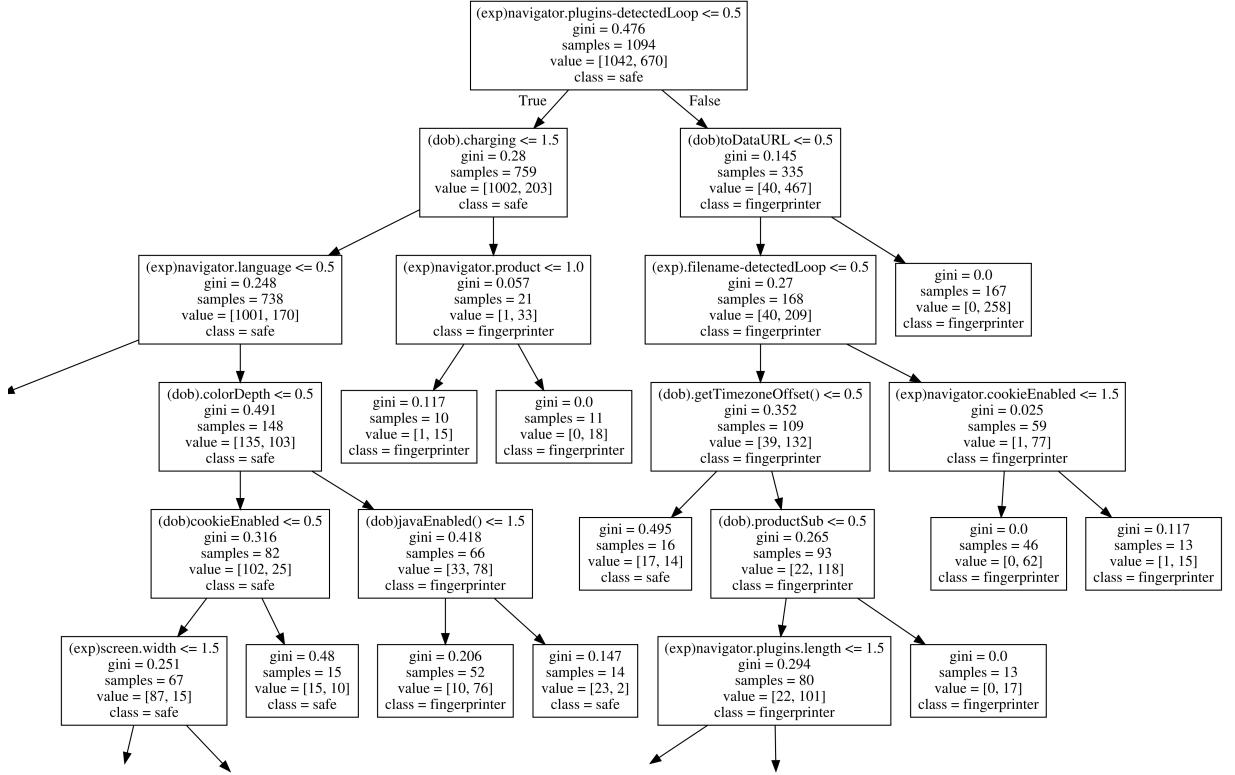 (exp)navigator.plugins-detectedLoop <= 0.5
gini = 0.476
samples = 1094
value = [1042, 670]
class = safe
True
False
(dob).charging <= 1.5
gini = 0.28
samples = 759
value = [1002, 203]
class = safe
(dob)toDataURL <= 0.5
gini = 0.145
samples = 335
value = [40, 467]
class = fingerprinter
(exp)navigator.language <= 0.5
gini = 0.248
samples = 738
value = [1001, 170]
class = safe
(exp)navigator.product <= 1.0
gini = 0.057
samples = 21
value = [1, 33]
class = fingerprinter
(exp).filename-detectedLoop <= 0.5
gini = 0.27
samples = 168
value = [40, 209]
class = fingerprinter
gini = 0.0
samples = 167
value = [0, 258]
class = fingerprinter
(dob).colorDepth <= 0.5
gini = 0.491
samples = 148
value = [135, 103]
class = safe
gini = 0.117
samples = 10
value = [1, 15]
class = fingerprinter
gini = 0.0
samples = 11
value = [0, 18]
class = fingerprinter
(dob).getTimezoneOffset() <= 0.5
gini = 0.352
samples = 109
value = [39, 132]
class = fingerprinter
(exp)navigator.cookieEnabled <= 1.5
gini = 0.025
samples = 59
value = [1, 77]
class = fingerprinter
(dob)cookieEnabled <= 0.5
gini = 0.316
samples = 82
value = [102, 25]
class = safe
(dob)javaEnabled() <= 1.5
gini = 0.418
samples = 66
value = [33, 78]
class = fingerprinter
gini = 0.495
samples = 16
value = [17, 14]
class = safe
(dob).productSub <= 0.5
gini = 0.265
samples = 93
value = [22, 118]
class = fingerprinter
gini = 0.0
samples = 46
value = [0, 62]
class = fingerprinter
gini = 0.117
samples = 13
value = [1, 15]
class = fingerprinter
(exp)screen.width <= 1.5
gini = 0.251
samples = 67
value = [87, 15]
class = safe
gini = 0.48
samples = 15
value = [15, 10]
class = safe
gini = 0.206
samples = 52
value = [10, 76]
class = fingerprinter
gini = 0.147
samples = 14
value = [23, 2]
class = safe
(exp)navigator.plugins.length <= 1.5
gini = 0.294
samples = 80
value = [22, 101]
class = fingerprinter
gini = 0.0
samples = 13
value = [0, 17]
class = fingerprinter